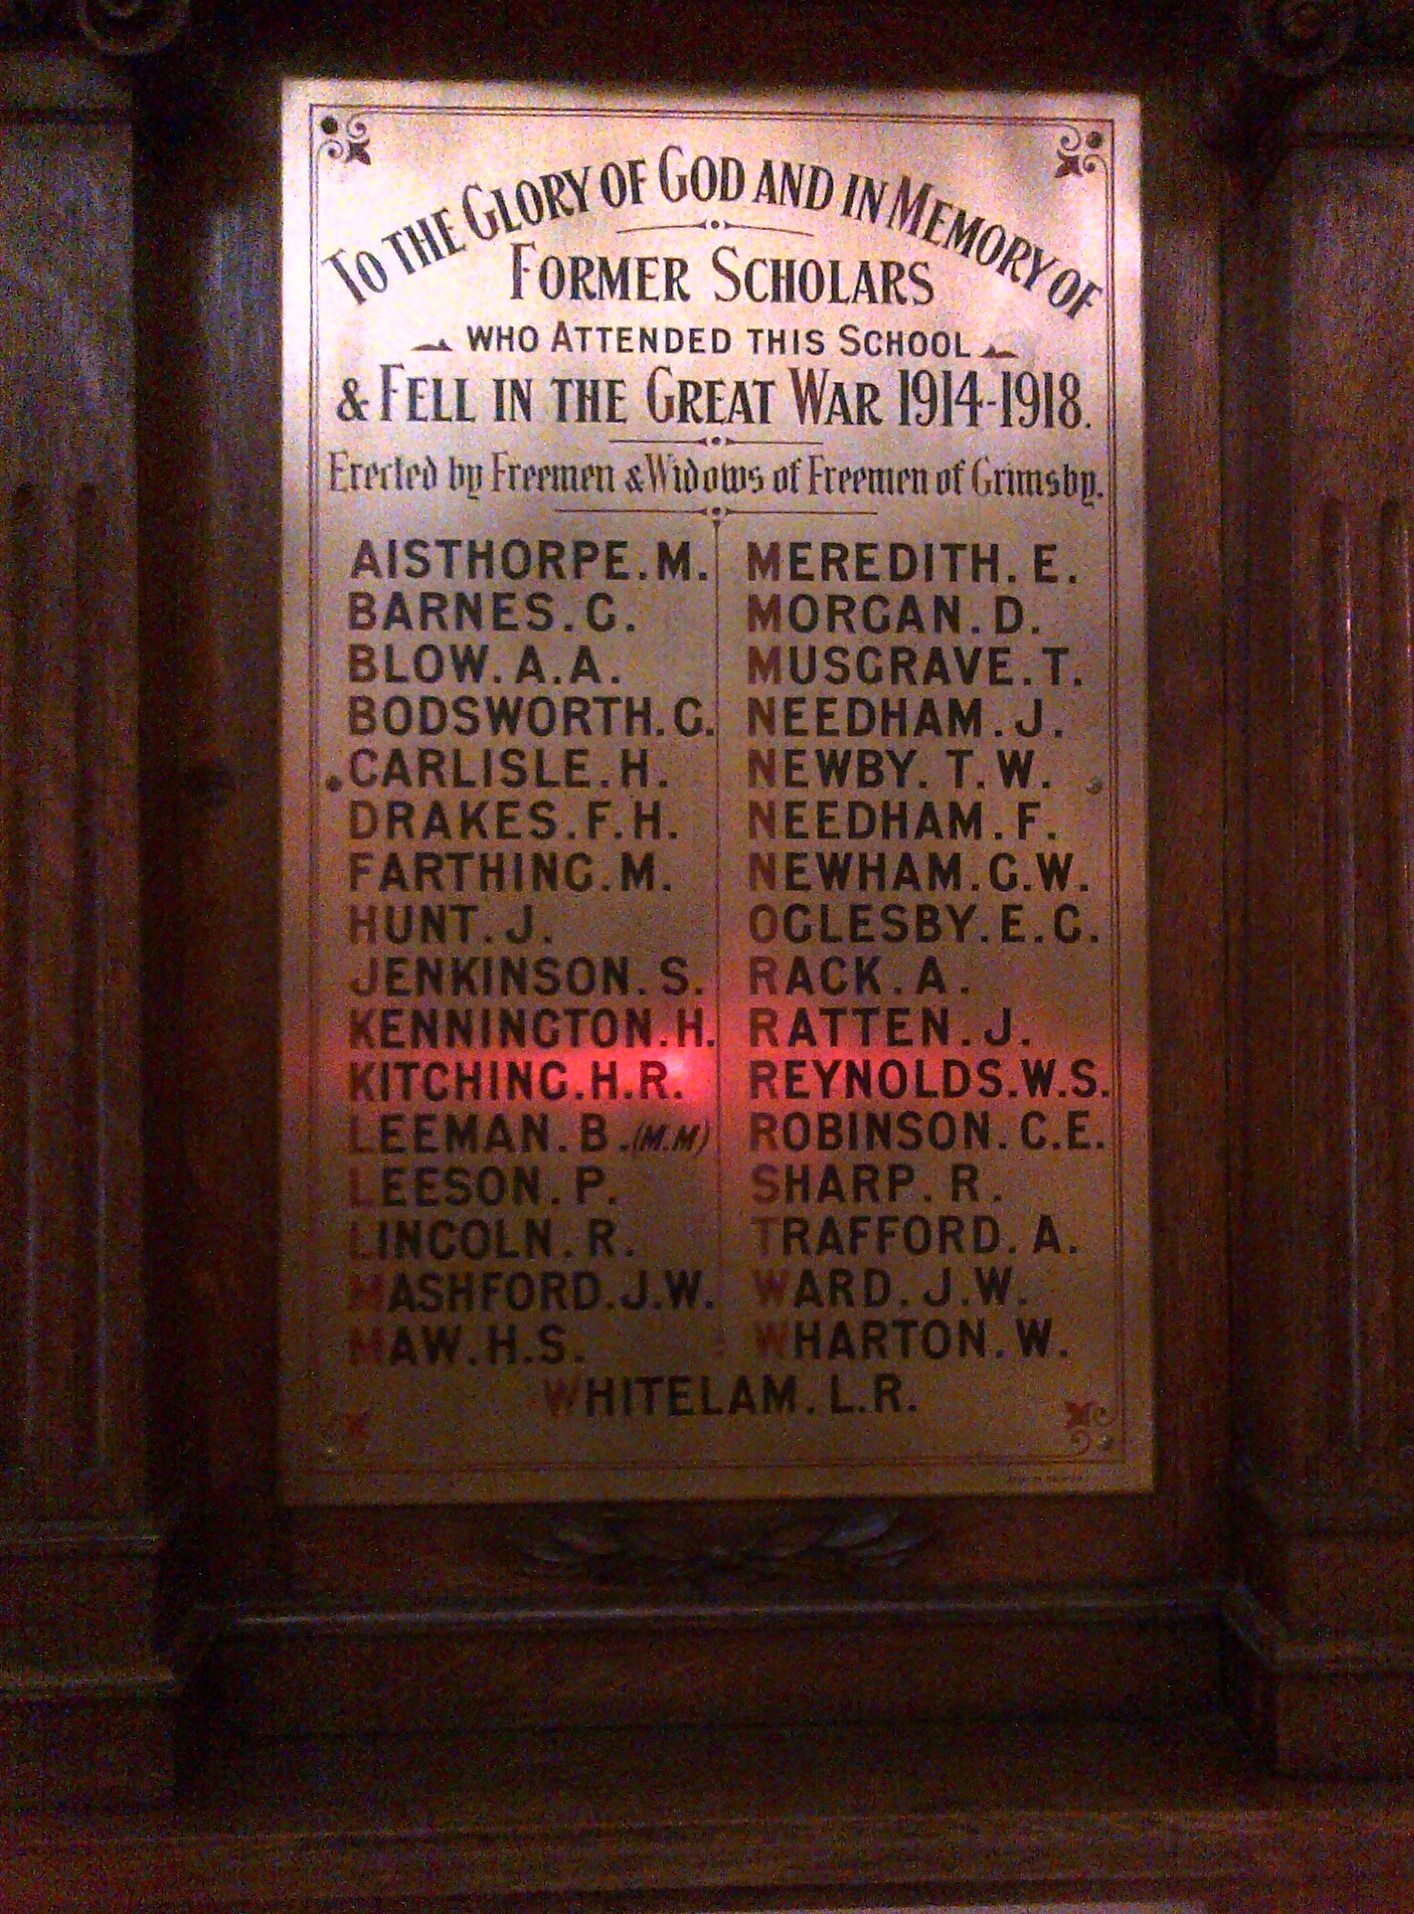 TO THE GLORY OF GOD AND IN MEMORY OF
FORMER SCHOLARS
WHO ATTENDED THIS SCHOOL
& FELL IN THE GREAT WAR 1914-1918.
Erected by Freemen & Widows of Freemen of Grimsby.
AISTHORPE. M.
BARNES. G.
BLOW. A.A.
BODSWORTH. G.
CARLISLE. H.
DRAKES. F. H.
FARTHING. M.
HUNT. J.
JENKINSON. S.
KENNINGTON. H.
KITCHING. H. R.
LEEMAN. B. (M.M)
LEESON. P.
LINCOLN. R.
MASHFORD. J.W.
MAW. H.S.
MEREDITH. E.
MORGAN. D.
MUSGRAVE. T.
NEEDHAM. J.
NEWBY. T. W.
NEEDHAM. F.
NEWHAM. G.W.
OGLESBY. E. G.
RACK. A.
RATTEN. J.
REYNOLDS. W. S.
ROBINSON. C.E.
SHARP. R.
TRAFFORD. A.
WARD. J.W.
WHARTON. W.
WHITELAM. L.R.